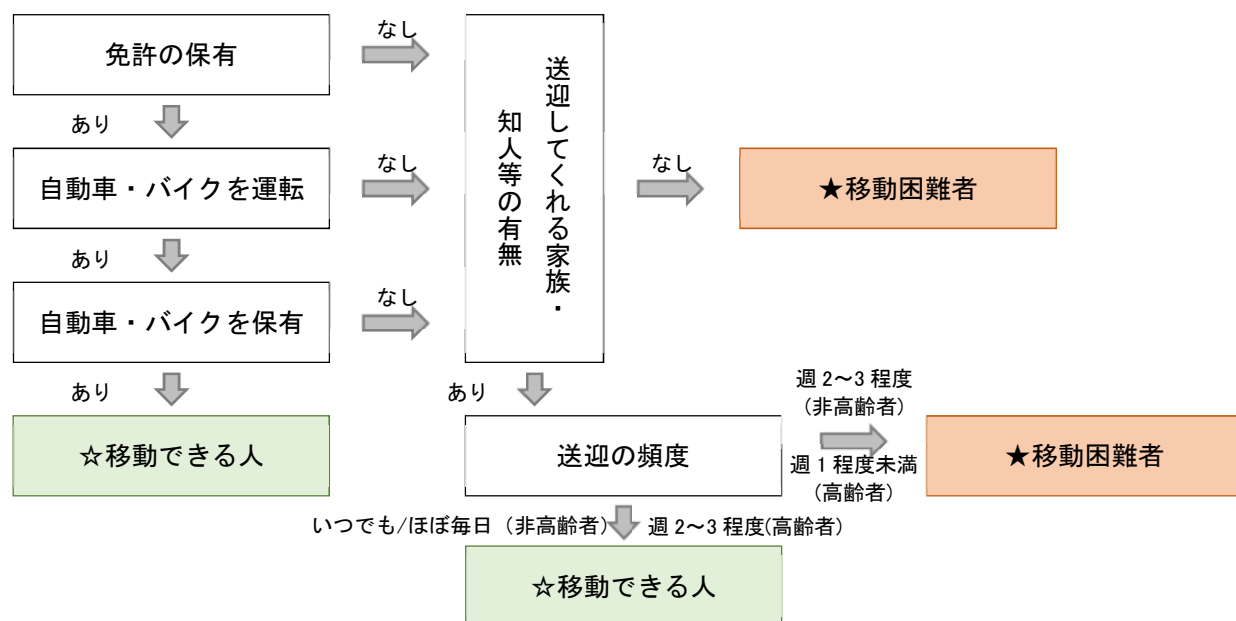 免許の保有
なし
あり
自動車・バイクを運転
なし
あり
自動車・バイクを保有
なし
あり
☆移動できる人
送迎してくれる家族・
知人等の有無
なし
★移動困難者
あり
送迎の頻度
週2～3程度
(非高齢者)
週1程度未満
(高齢者)
★移動困難者
いつでも/ほぼ毎日（非高齢者）
週2～3程度(高齢者)
☆移動できる人